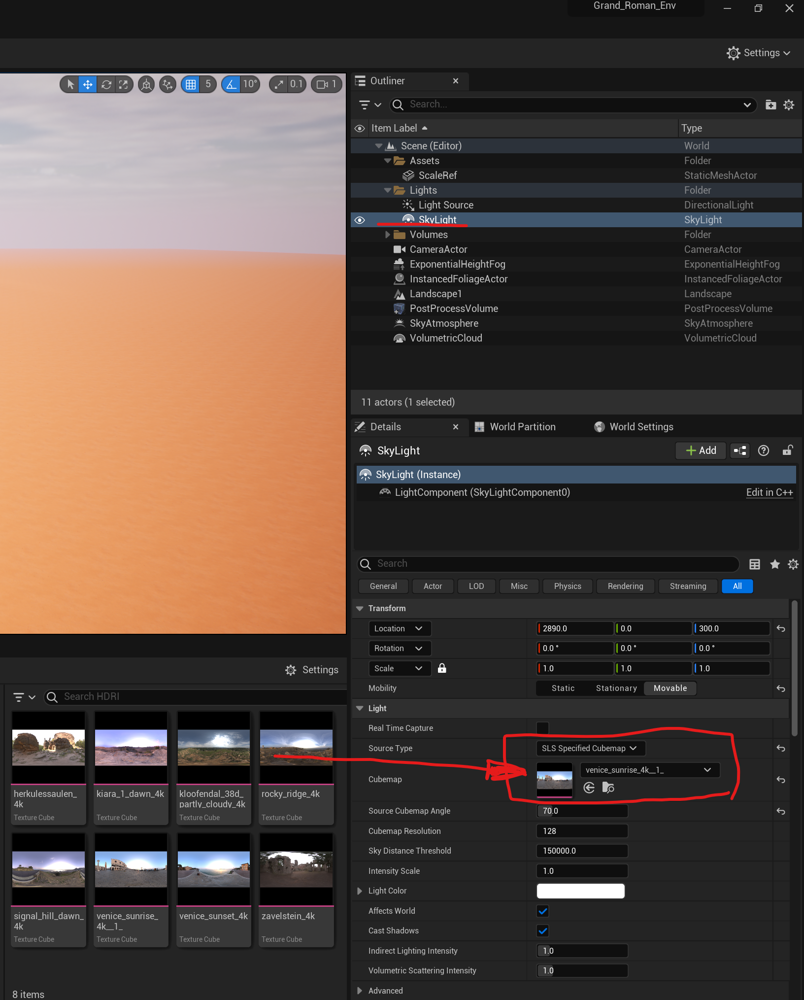 Grand_Roman_Env
Settings
5
10°
0.1
1
Outliner
Search...
Item Label
Type
Scene (Editor)
World
Assets
Folder
ScaleRef
StaticMeshActor
Lights
Folder
Light Source
DirectionalLight
SkyLight
SkyLight
Volumes
Folder
CameraActor
CameraActor
ExponentialHeightFog
ExponentialHeightFog
InstancedFoliageActor
InstancedFoliageActor
Landscape1
Landscape
PostProcessVolume
PostProcessVolume
SkyAtmosphere
SkyAtmosphere
VolumetricCloud
VolumetricCloud
11 actors (1 selected)
Details
World Partition
World Settings
SkyLight
Add
SkyLight (Instance)
LightComponent (SkyLightComponent0)
Edit in C++
Search
General
Actor
LOD
Misc
Physics
Rendering
Streaming
All
Transform
Location
2890.0
0.0
300.0
Rotation
0.0 °
0.0 °
0.0 °
Scale
1.0
1.0
1.0
Mobility
Static
Stationary
Movable
Light
Real Time Capture
Source Type
SLS Specified Cubemap
Cubemap
venice_sunrise_4k__1_
Source Cubemap Angle
70.0
Cubemap Resolution
128
Sky Distance Threshold
150000.0
Intensity Scale
1.0
Light Color
Affects World
Cast Shadows
Indirect Lighting Intensity
1.0
Volumetric Scattering Intensity
1.0
Advanced
Settings
Search HDRI
herkulessaulen_
4k
Texture Cube
kiara_1_dawn_4k
Texture Cube
kloofendal_38d_
partly_cloudy_4k
Texture Cube
rocky_ridge_4k
Texture Cube
signal_hill_dawn_
4k
Texture Cube
venice_sunrise_
4k__1_
Texture Cube
venice_sunset_4k
Texture Cube
zavelstein_4k
Texture Cube
8 items